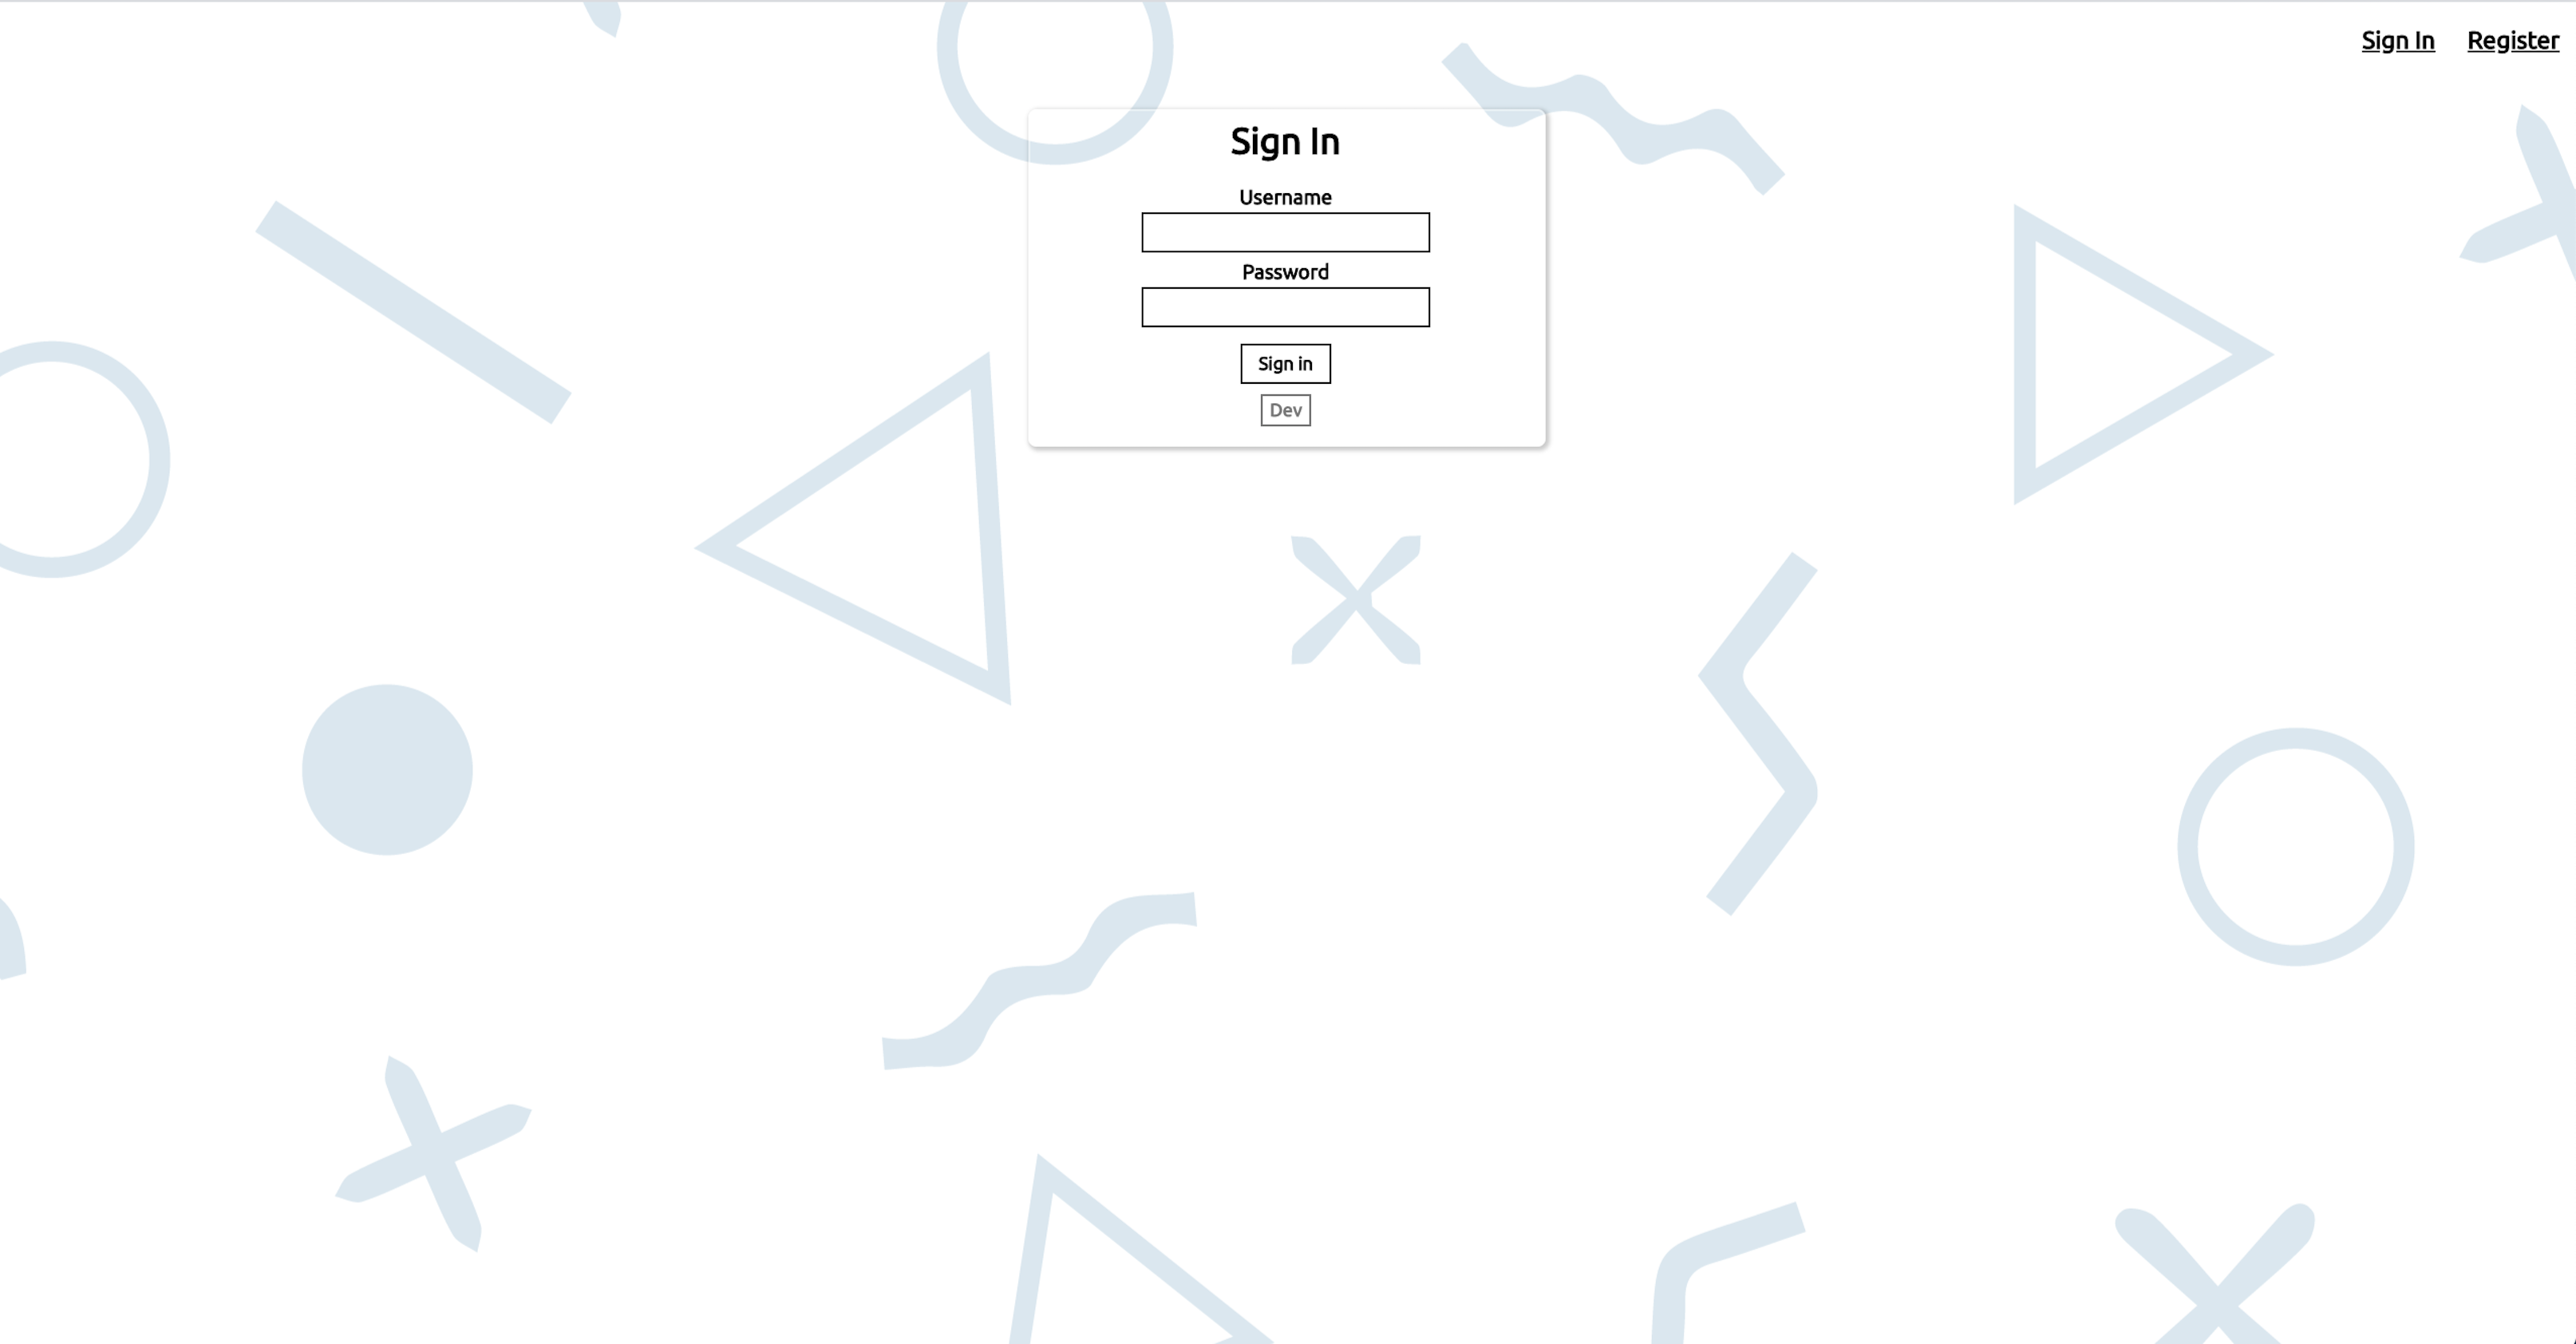 Sign In Register
Sign In
Username
Password
Sign in
Dev